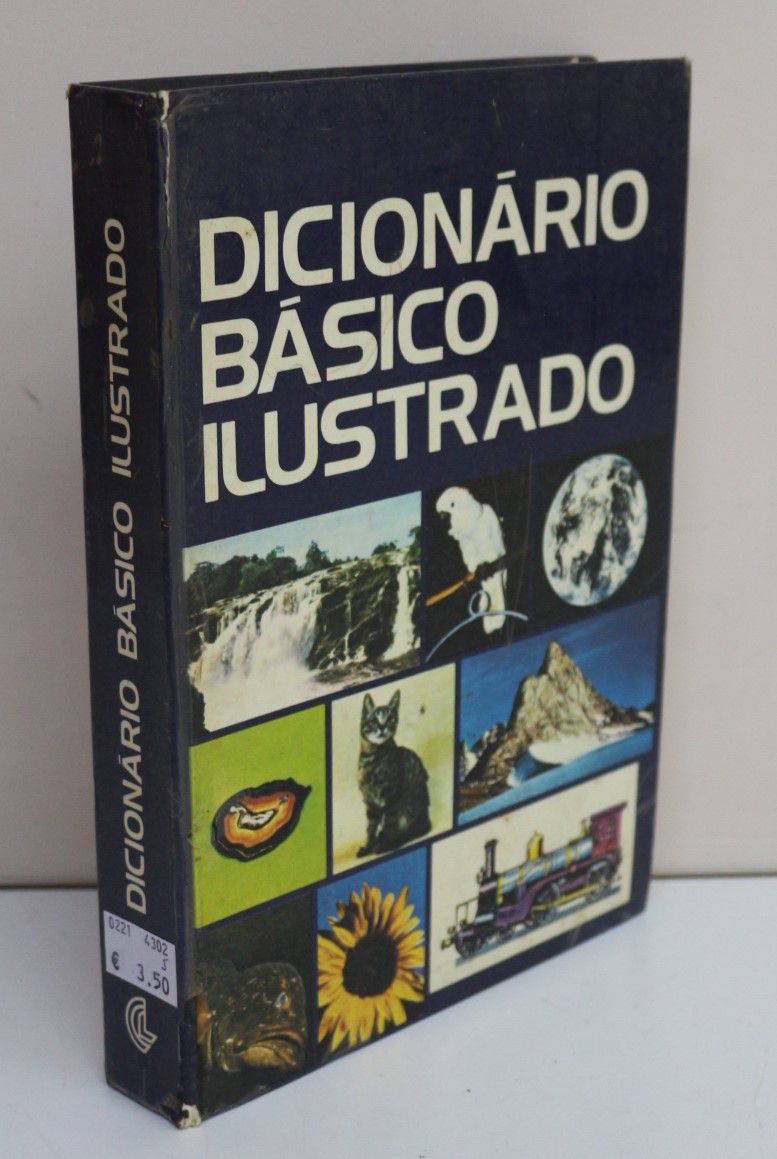 DICIONÁRIO
BÁSICO
ILUSTRADO
DICIONÁRIO BÁSICO ILUSTRADO
0221 4302
S
€ 3.50